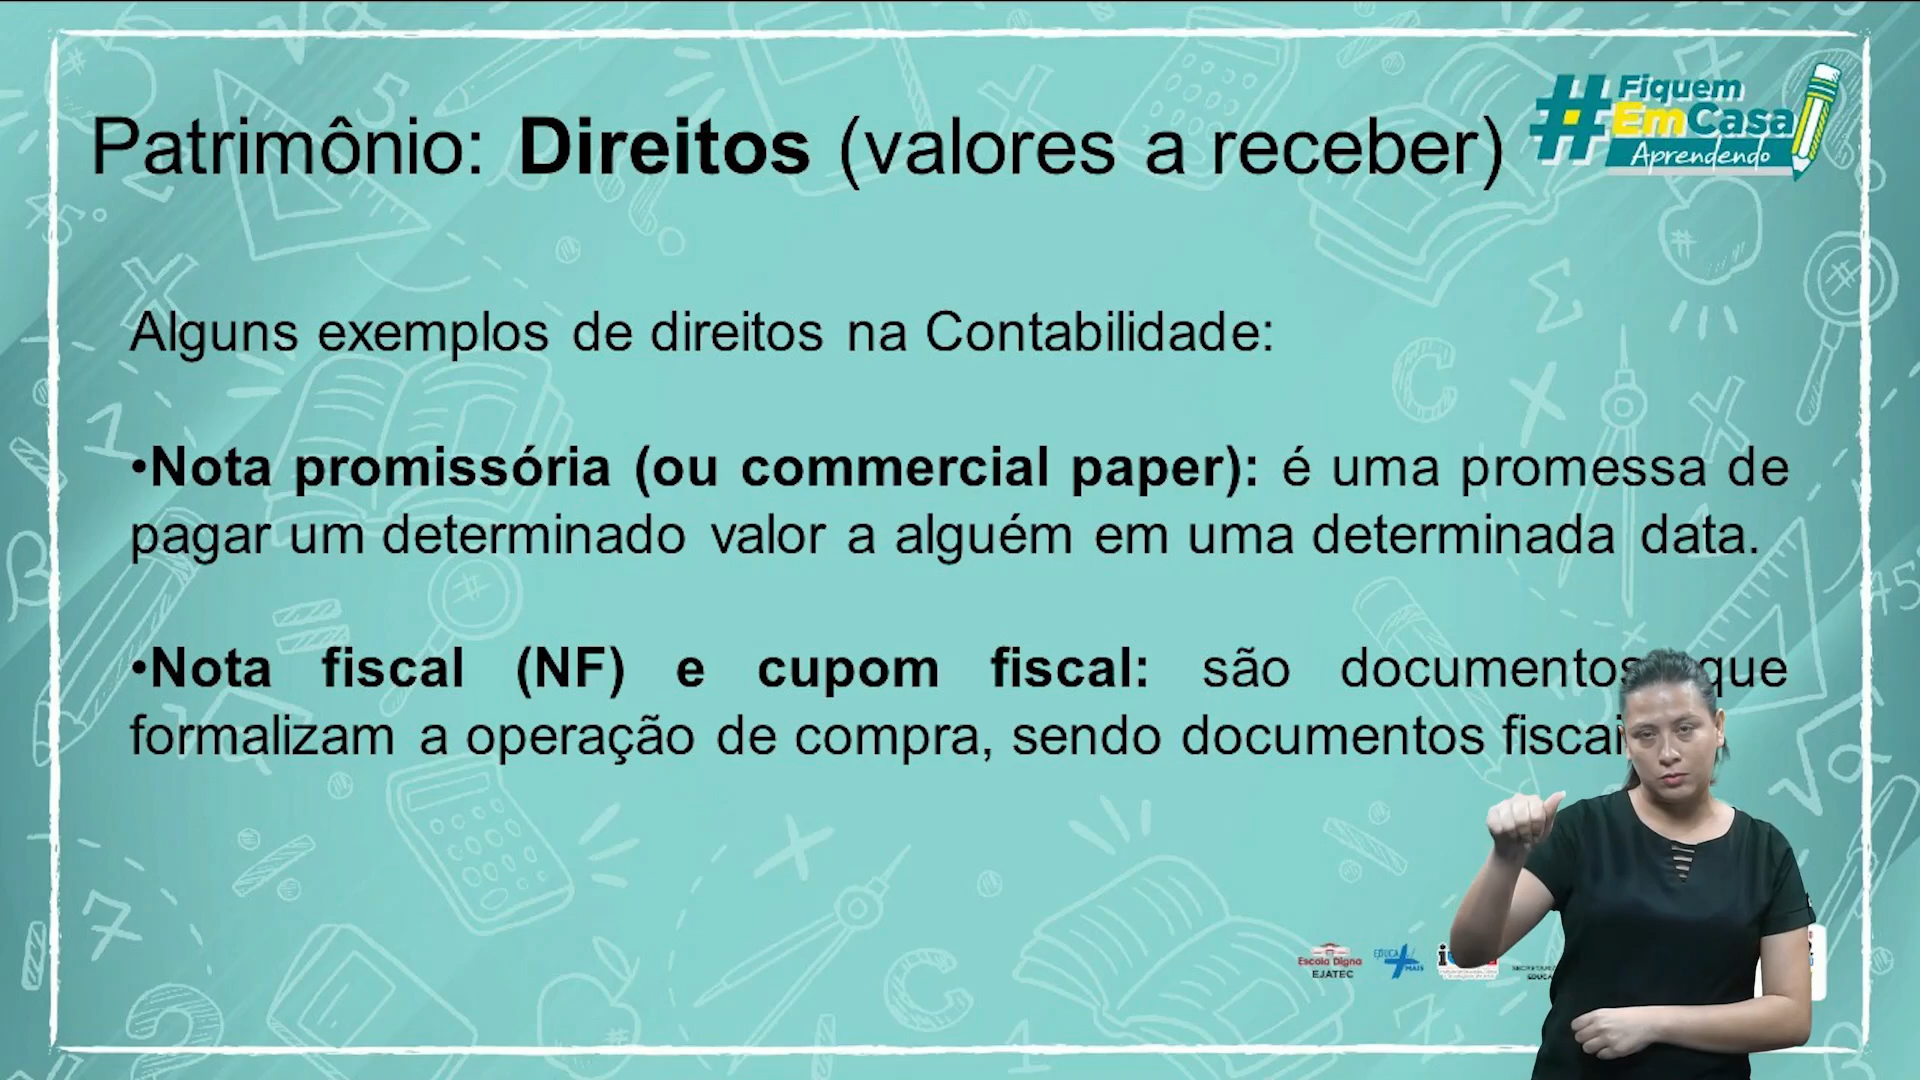 Patrimônio: Direitos (valores a receber)
#Fiquem
EmCasa
Aprendendo
Alguns exemplos de direitos na Contabilidade:
•Nota promissória (ou commercial paper): é uma promessa de
pagar um determinado valor a alguém em uma determinada data.
•Nota fiscal (NF) e cupom fiscal: são documentos que
formalizam a operação de compra, sendo documentos fiscai
Escola Digna
EJATEC
EDUCA
MAIS